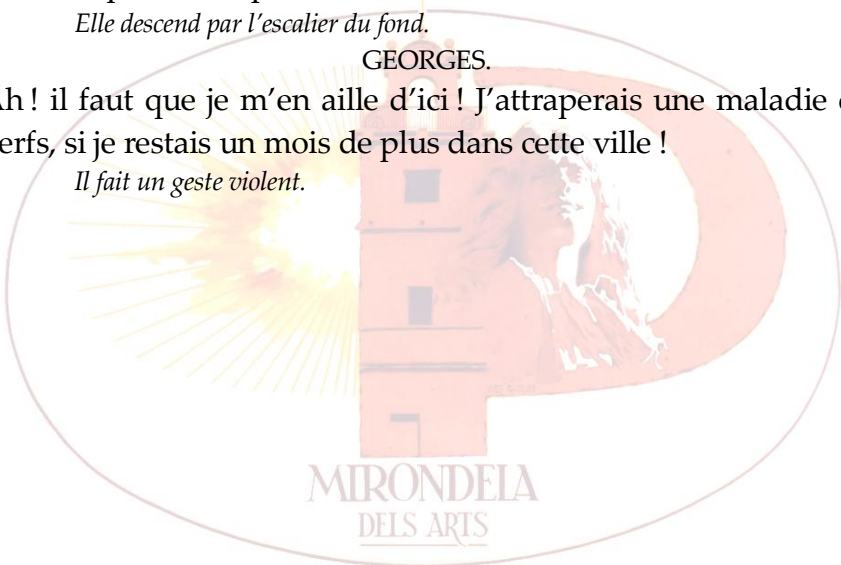 Elle descend par l'escalier du fond.
GEORGES.
Ah ! il faut que je m'en aille d'ici ! J'attraperais une maladie
erfs, si je restais un mois de plus dans cette ville !
Il fait un geste violent.
MIRONDELA
DELS ARTS